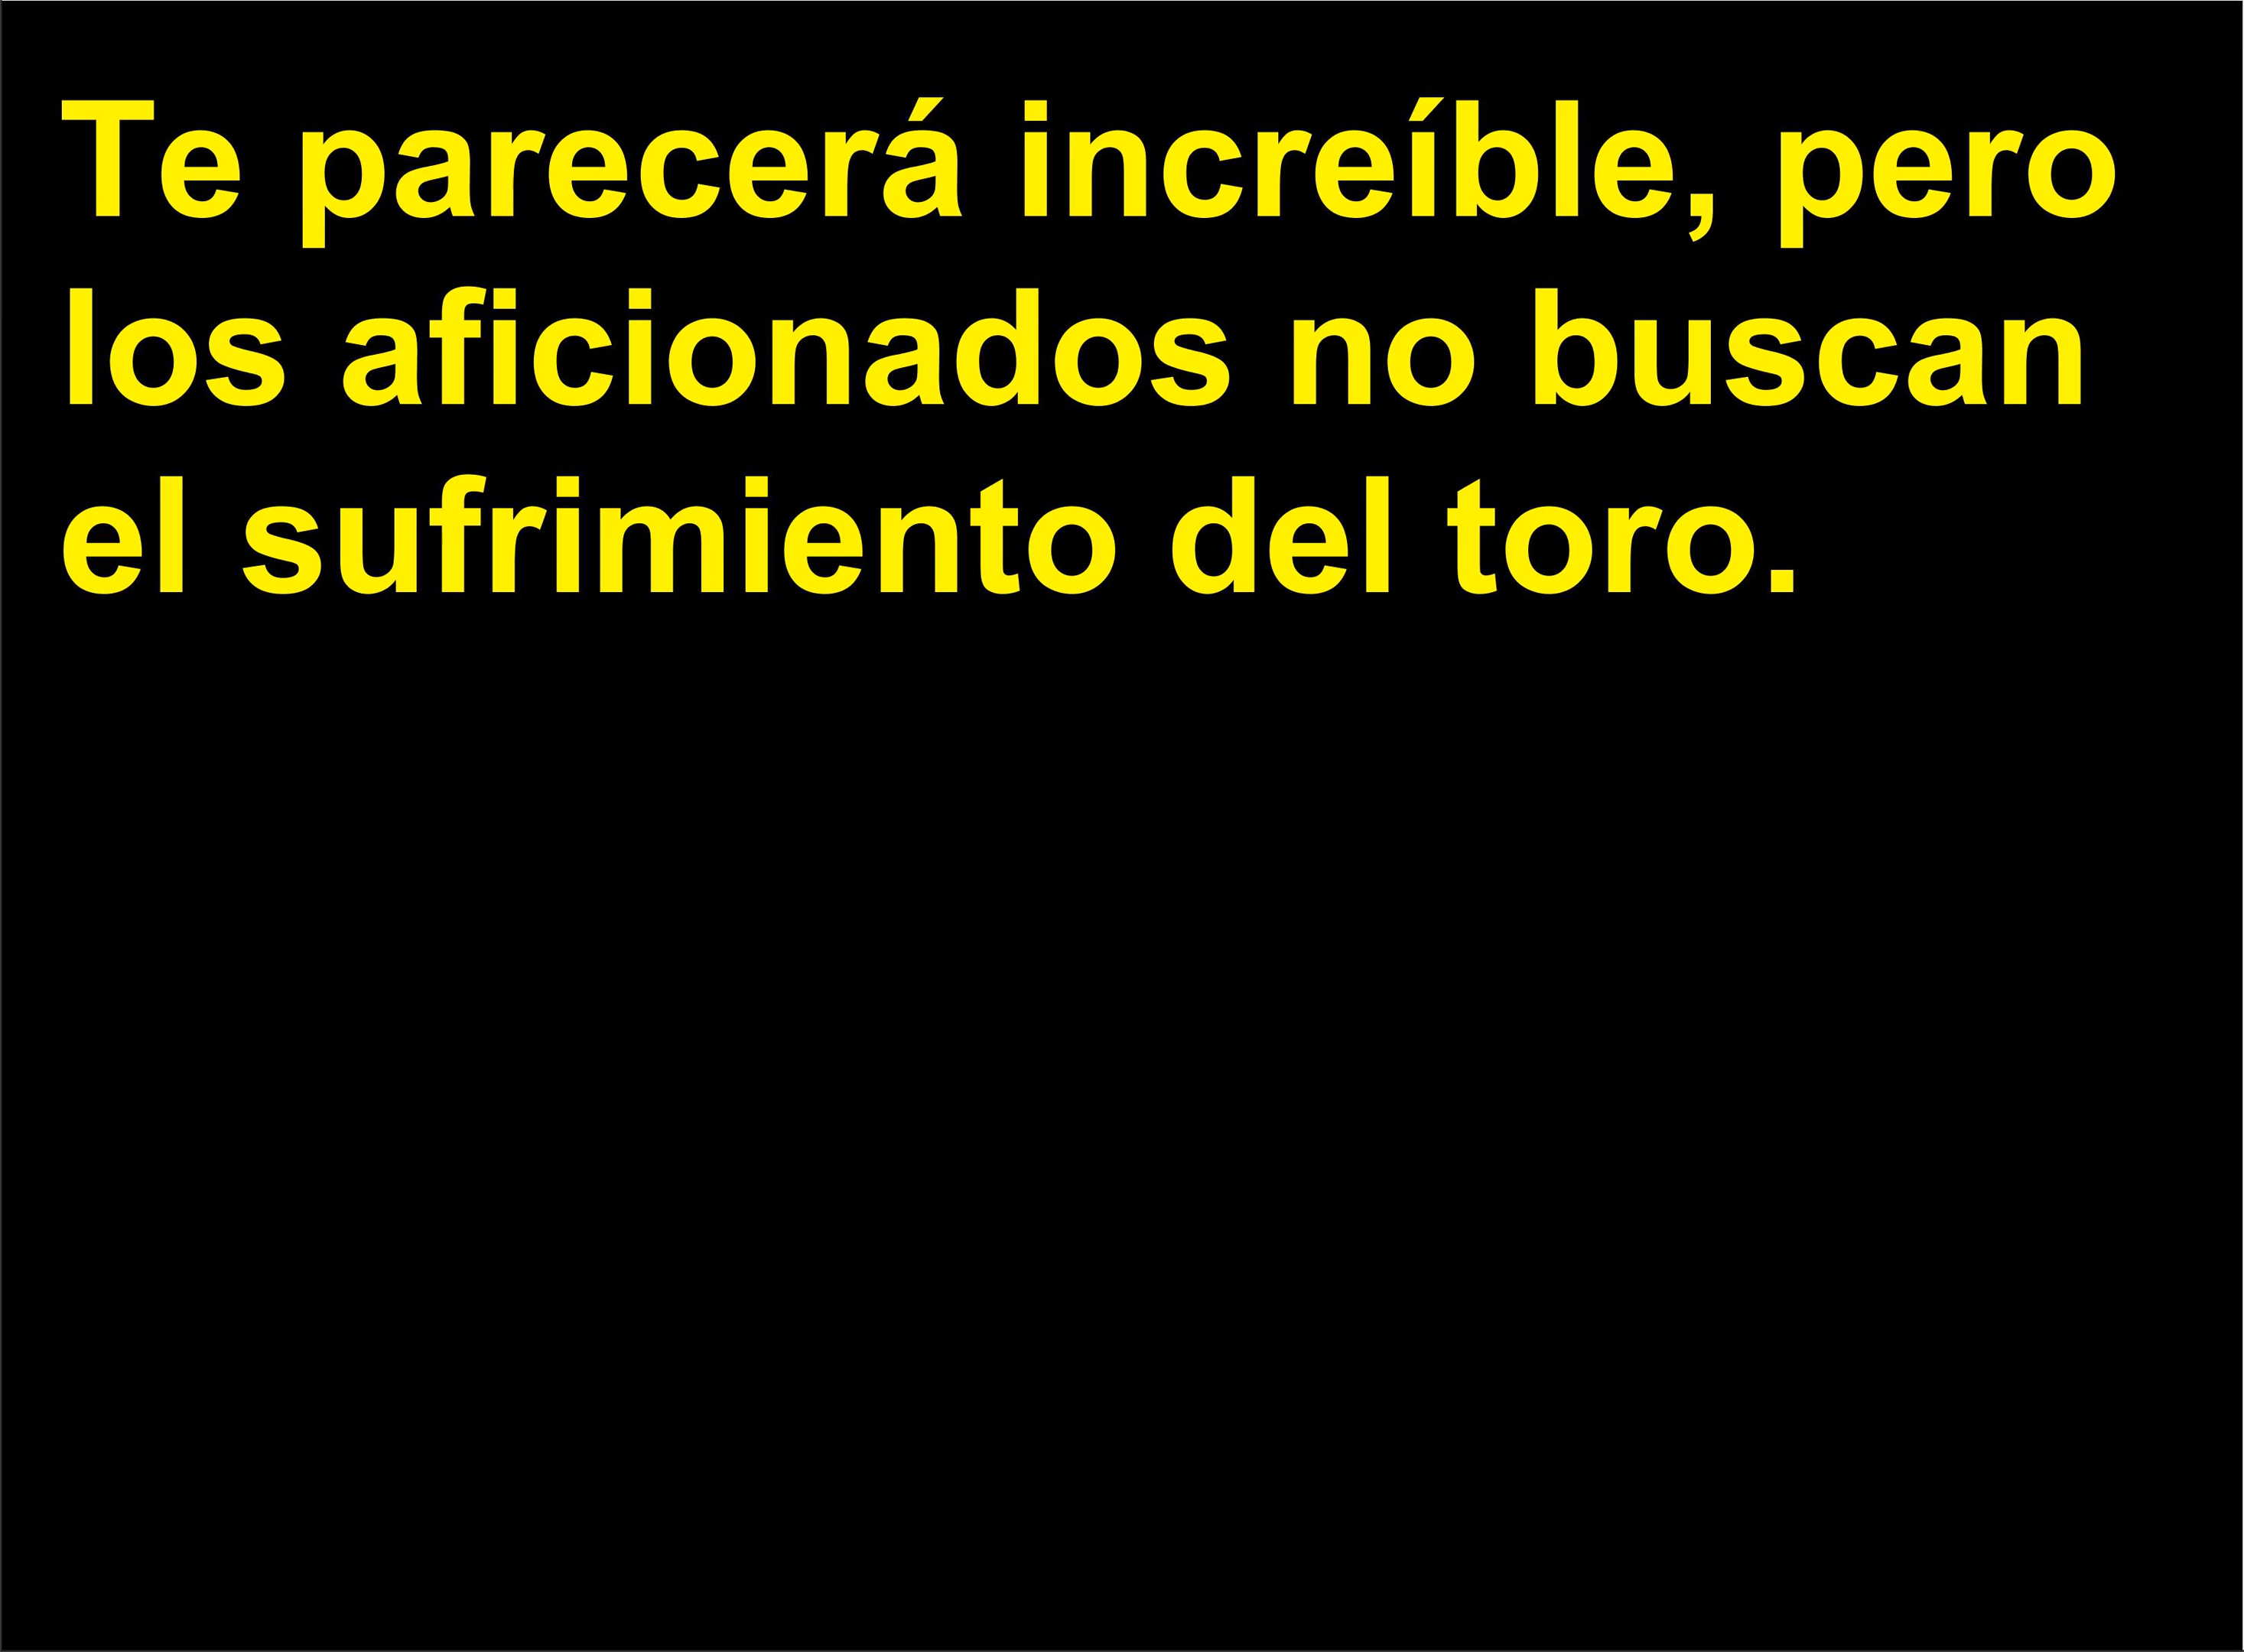 Te parecerá increíble, pero
los aficionados no buscan
el sufrimiento del toro.